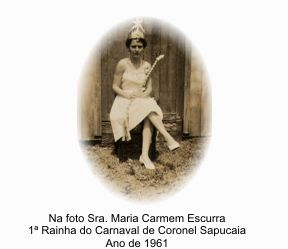 Na foto Sra. Maria Carmem Escurra
1ª Rainha do Carnaval de Coronel Sapucaia
Ano de 1961